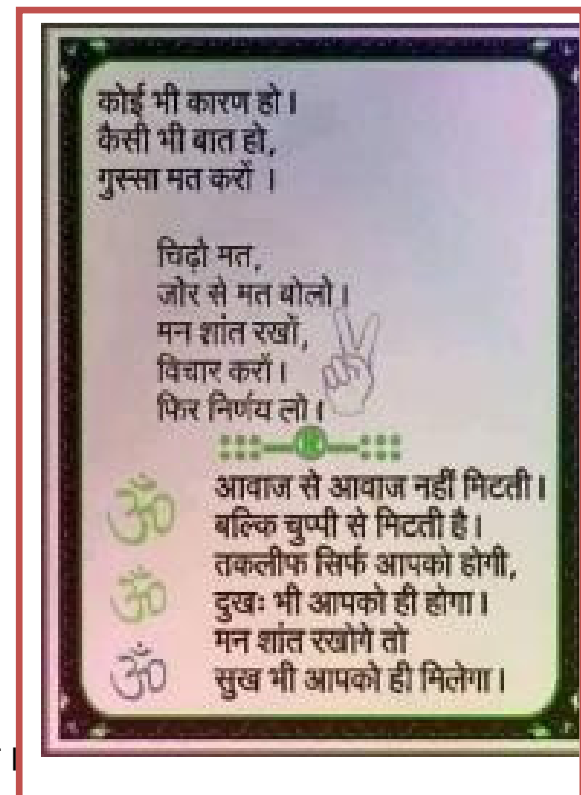 कोई भी कारण हो ।
कैसी भी बात हो,
गुस्सा मत करों ।
चिढ़ो मत,
जोर से मत बोलो ।
मन शांत रखों,
विचार करों ।
फिर निर्णय लो ।
आवाज से आवाज नहीं मिटती ।
ॐ बल्कि चुप्पी से मिटती है ।
तकलीफ सिर्फ आपको होगी,
ॐ दुखः भी आपको ही होगा ।
मन शांत रखोगे तो
ॐ सुख भी आपको ही मिलेगा ।